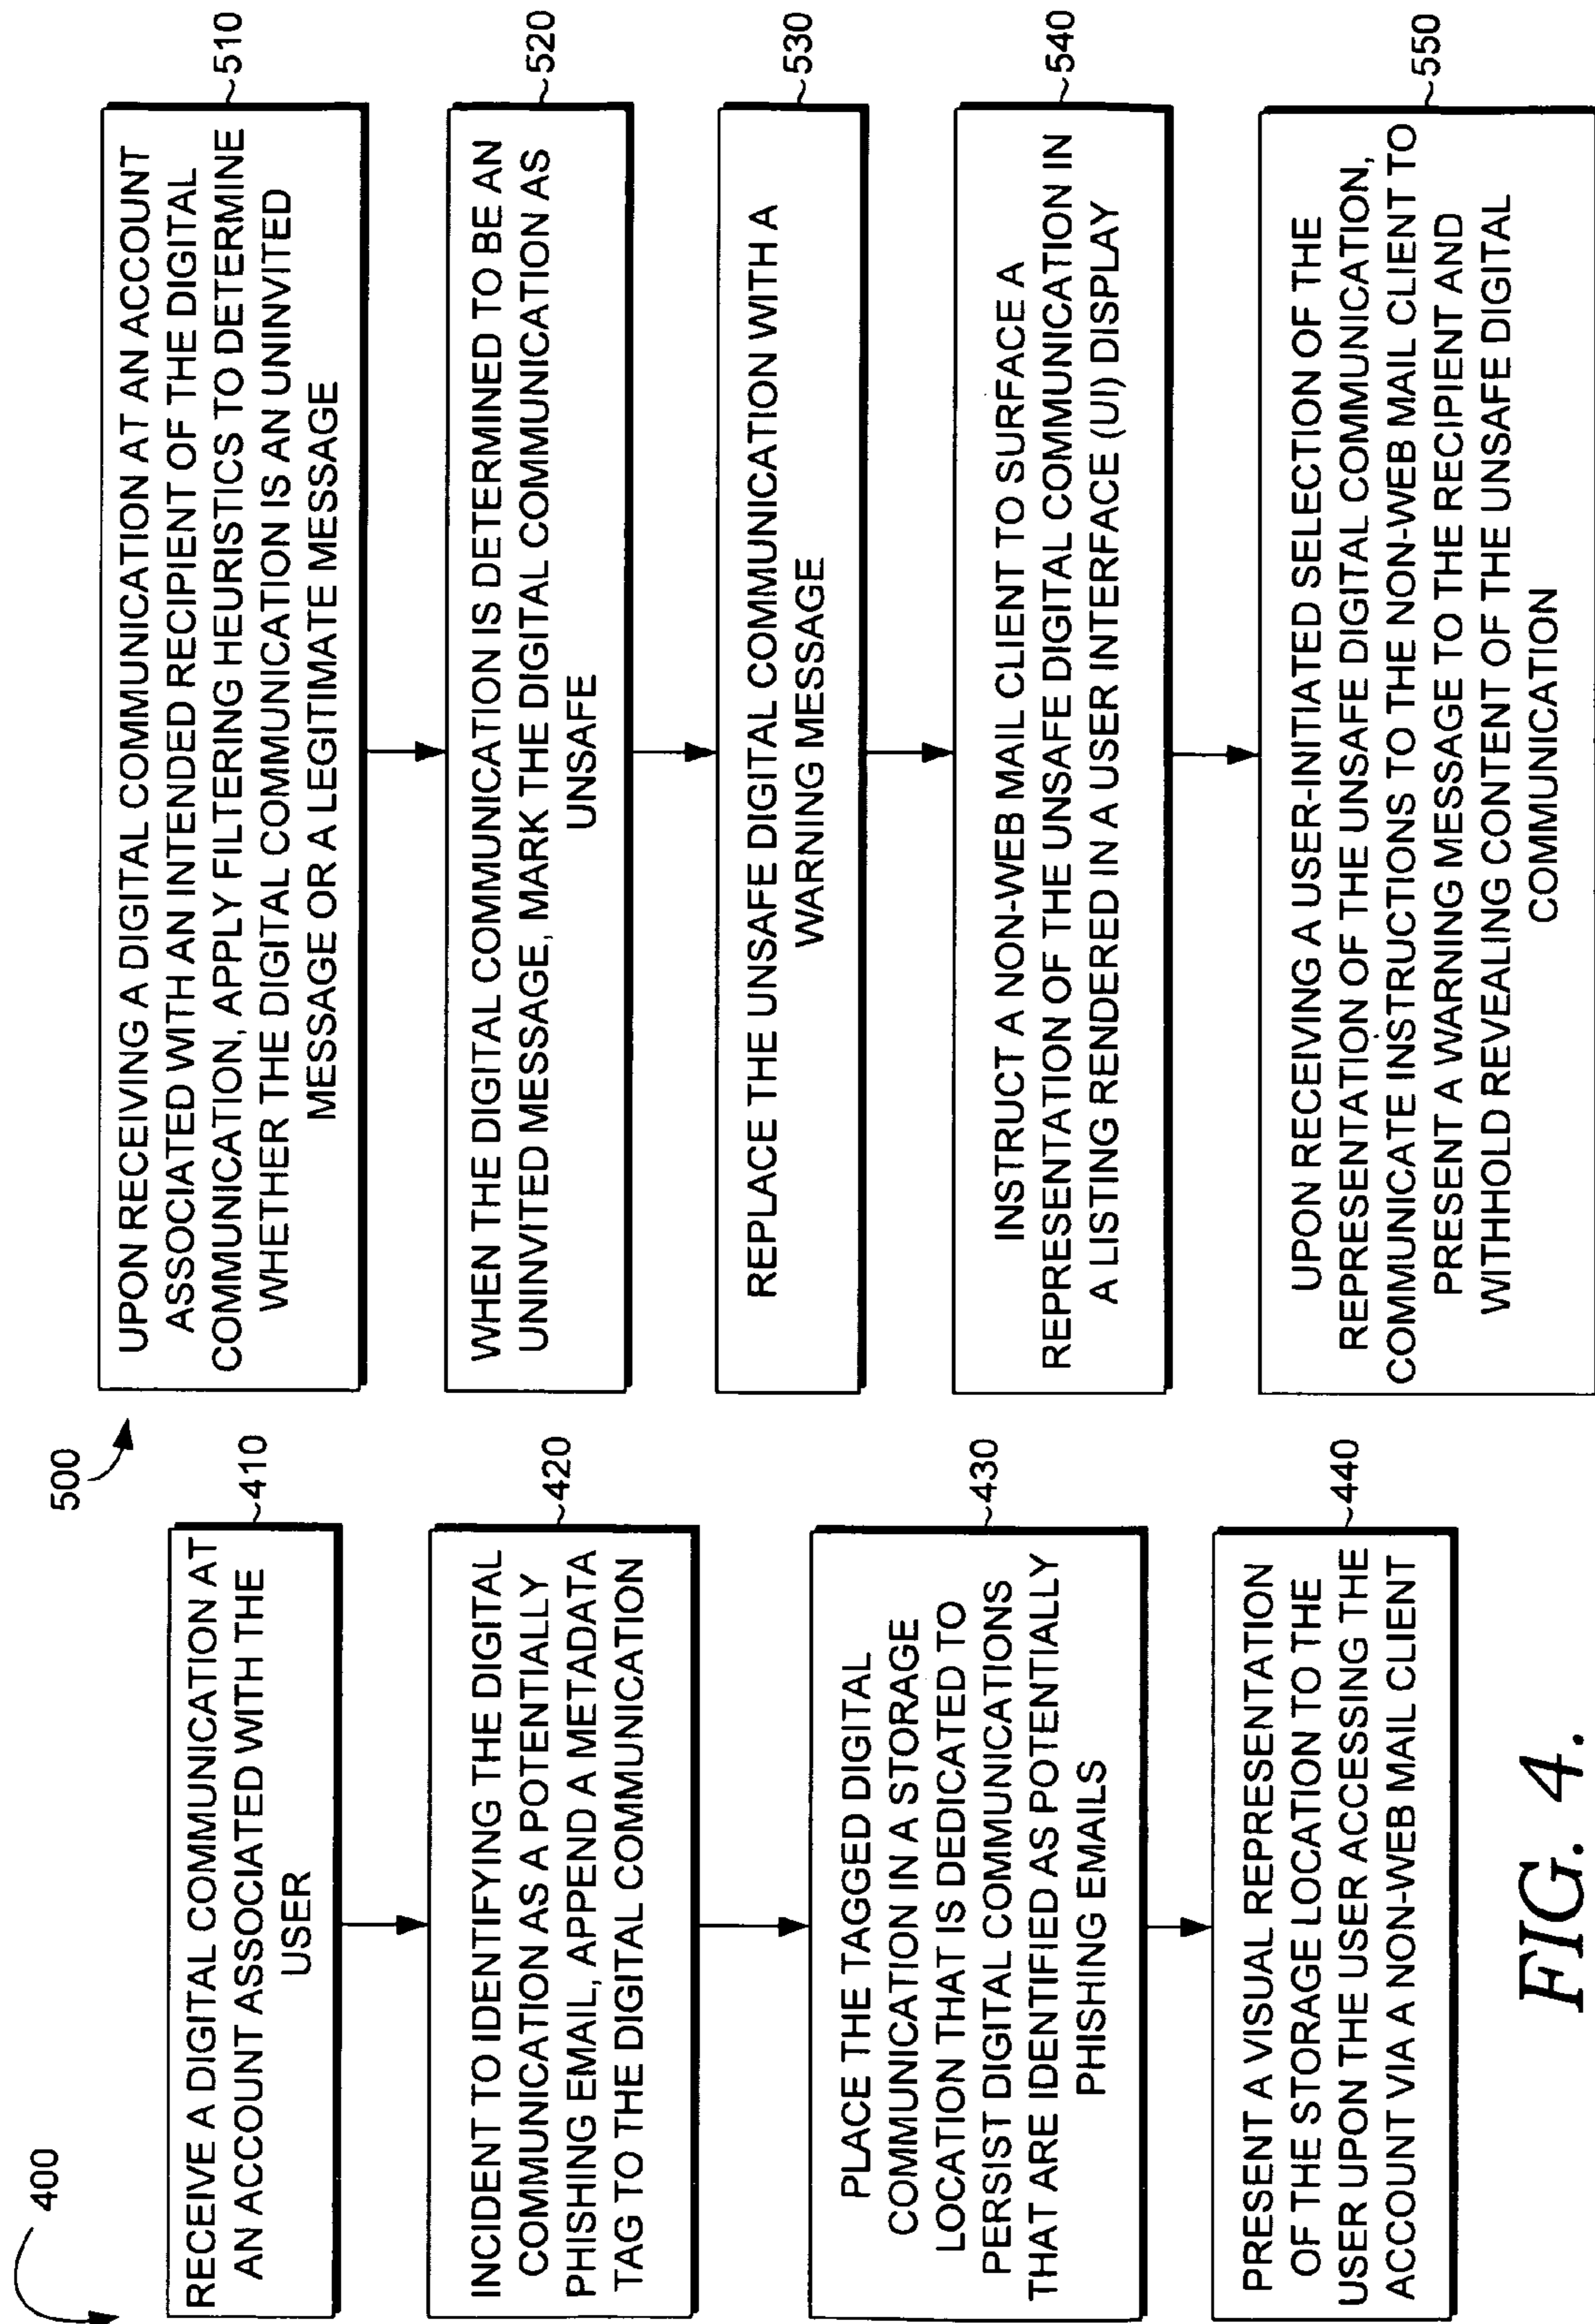 400
RECEIVE A DIGITAL COMMUNICATION AT
AN ACCOUNT ASSOCIATED WITH THE
USER
410
INCIDENT TO IDENTIFYING THE DIGITAL
COMMUNICATION AS A POTENTIALLY
PHISHING EMAIL, APPEND A METADATA
TAG TO THE DIGITAL COMMUNICATION
420
PLACE THE TAGGED DIGITAL
COMMUNICATION IN A STORAGE
LOCATION THAT IS DEDICATED TO
PERSIST DIGITAL COMMUNICATIONS
THAT ARE IDENTIFIED AS POTENTIALLY
PHISHING EMAILS
430
PRESENT A VISUAL REPRESENTATION
OF THE STORAGE LOCATION TO THE
USER UPON THE USER ACCESSING THE
ACCOUNT VIA A NON-WEB MAIL CLIENT
440
FIG. 4.
500
UPON RECEIVING A DIGITAL COMMUNICATION AT AN ACCOUNT
ASSOCIATED WITH AN INTENDED RECIPIENT OF THE DIGITAL
COMMUNICATION, APPLY FILTERING HEURISTICS TO DETERMINE
WHETHER THE DIGITAL COMMUNICATION IS AN UNINVITED
MESSAGE OR A LEGITIMATE MESSAGE
510
WHEN THE DIGITAL COMMUNICATION IS DETERMINED TO BE AN
UNINVITED MESSAGE, MARK THE DIGITAL COMMUNICATION AS
UNSAFE
520
REPLACE THE UNSAFE DIGITAL COMMUNICATION WITH A
WARNING MESSAGE
530
INSTRUCT A NON-WEB MAIL CLIENT TO SURFACE A
REPRESENTATION OF THE UNSAFE DIGITAL COMMUNICATION IN
A LISTING RENDERED IN A USER INTERFACE (UI) DISPLAY
540
UPON RECEIVING A USER-INITIATED SELECTION OF THE
REPRESENTATION OF THE UNSAFE DIGITAL COMMUNICATION,
COMMUNICATE INSTRUCTIONS TO THE NON-WEB MAIL CLIENT TO
PRESENT A WARNING MESSAGE TO THE RECIPIENT AND
WITHHOLD REVEALING CONTENT OF THE UNSAFE DIGITAL
COMMUNICATION
550